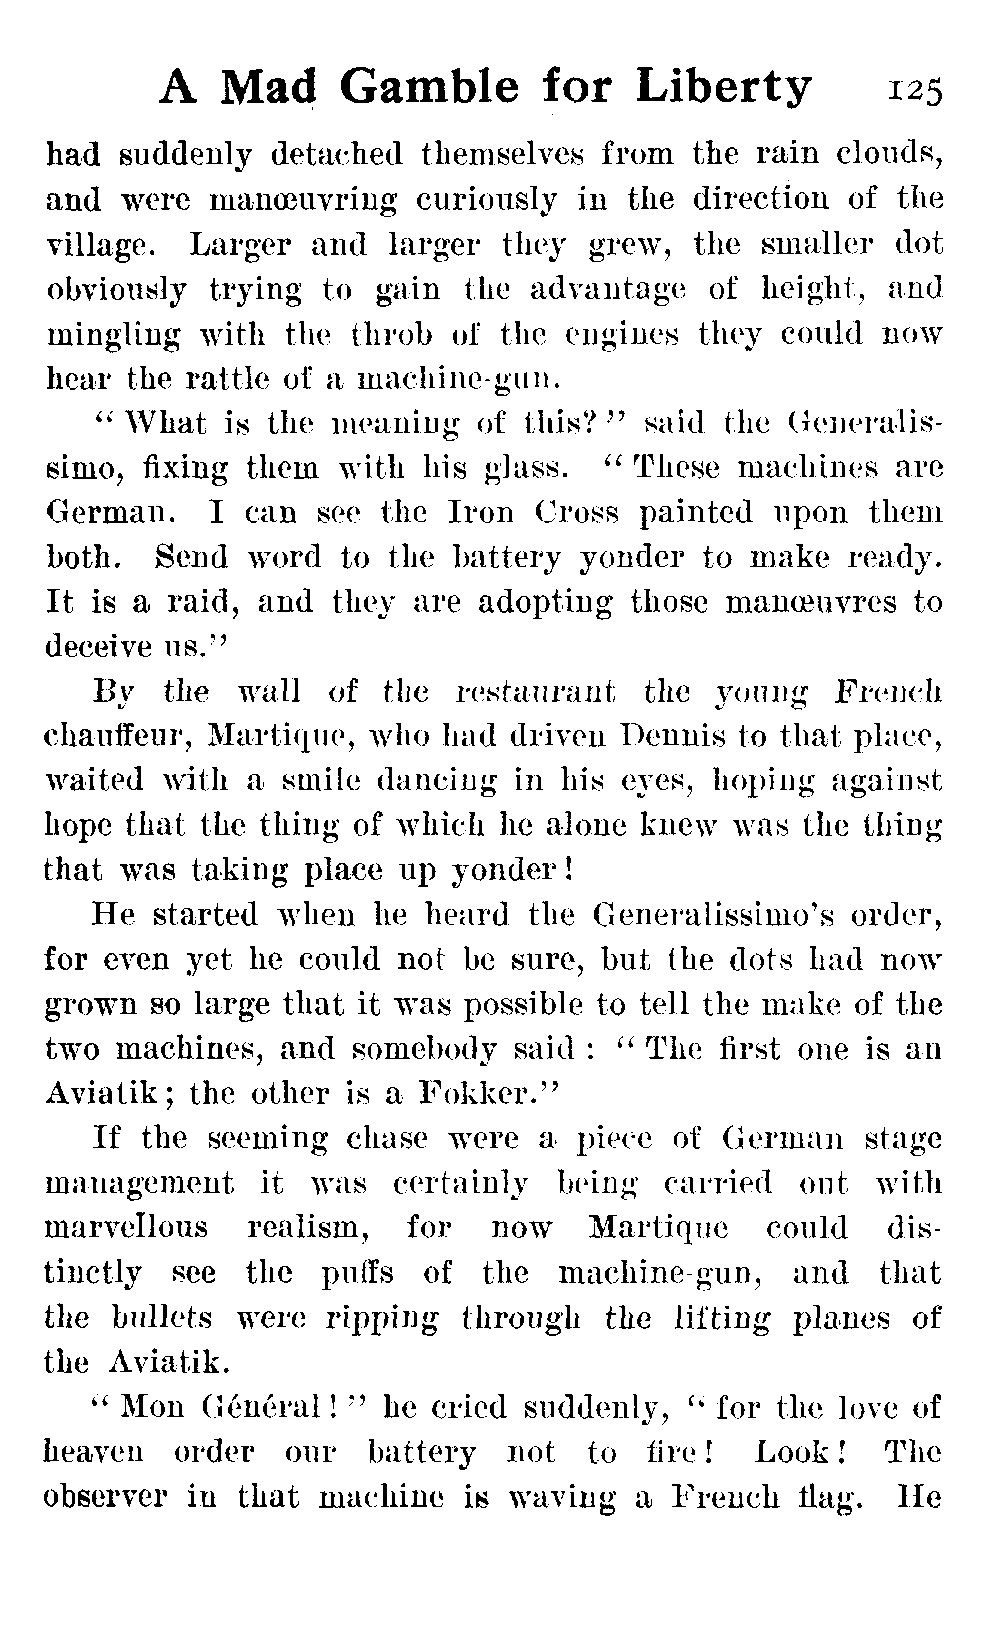 A Mad Gamble for Liberty 125
had suddenly detached themselves from the rain clouds,
and were manœuvring curiously in the direction of the
village. Larger and larger they grew, the smaller dot
obviously trying to gain the advantage of height, and
mingling with the throb of the engines they could now
hear the rattle of a machine-gun.
“ What is the meaning of this? ” said the Generalis-
simo, fixing them with his glass. “ These machines are
German. I can see the Iron Cross painted upon them
both. Send word to the battery yonder to make ready.
It is a raid, and they are adopting those manœuvres to
deceive us.”
By the wall of the restaurant the young French
chauffeur, Martique, who had driven Dennis to that place,
waited with a smile dancing in his eyes, hoping against
hope that the thing of which he alone knew was the thing
that was taking place up yonder!
He started when he heard the Generalissimo’s order,
for even yet he could not be sure, but the dots had now
grown so large that it was possible to tell the make of the
two machines, and somebody said : “ The first one is an
Aviatik ; the other is a Fokker.”
If the seeming chase were a piece of German stage
management it was certainly being carried out with
marvellous realism, for now Martique could dis-
tinctly see the puffs of the machine-gun, and that
the bullets were ripping through the lifting planes of
the Aviatik.
“ Mon Général! ” he cried suddenly, “ for the love of
heaven order our battery not to fire! Look! The
observer in that machine is waving a French flag. He